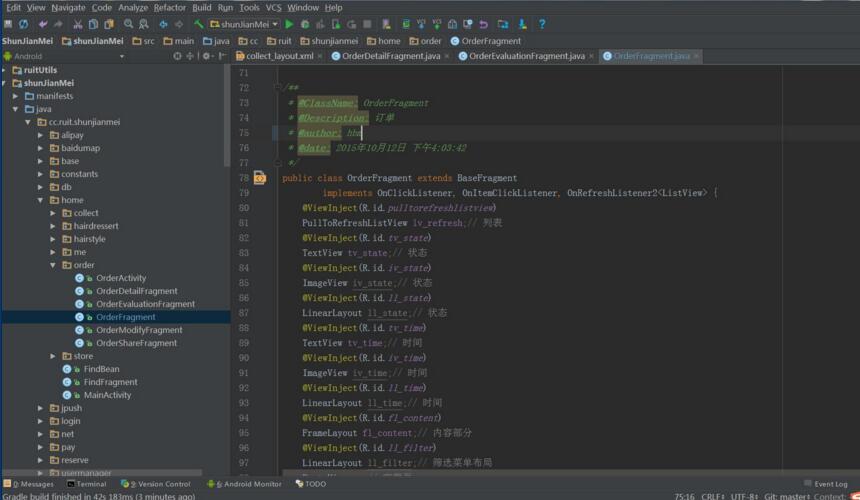 Edit View Navigate Code Analyze Refactor Build Run Tools VCS Window Help
shunJianMei
ShunJianMei shunJianMei src main java cc ruit shunjianmei home order OrderFragment
Android
collect_layout.xml × OrderDetailFragment.java × OrderEvaluationFragment.java × OrderFragment.java ×
ruitUtils
shunJianMei
manifests
java
cc.ruit.shunjianmei
alipay
baidumap
base
constants
db
home
collect
hairdressert
hairstyle
me
order
OrderActivity
OrderDetailFragment
OrderEvaluationFragment
OrderFragment
OrderModifyFragment
OrderShareFragment
store
FindBean
FindFragment
MainActivity
jpush
login
net
pay
reserve
usermanager
71
72 /**
73 * @ClassName: OrderFragment
74 * @Description: 订单
75 * @author: hbm
76 * @date: 2015年10月12日 下午4:03:42
77 */
78 public class OrderFragment extends BaseFragment
79 implements OnClickListener, OnItemClickListener, OnRefreshListener2<ListView> {
80 @ViewInject(R.id.pulltorefreshlistview)
81 PullToRefreshListView iv_refresh;// 列表
82 @ViewInject(R.id.tv_state)
83 TextView tv_state;// 状态
84 @ViewInject(R.id.iv_state)
85 ImageView iv_state;// 状态
86 @ViewInject(R.id.ll_state)
87 LinearLayout ll_state;// 状态
88 @ViewInject(R.id.tv_time)
89 TextView tv_time;// 时间
90 @ViewInject(R.id.iv_time)
91 ImageView iv_time;// 时间
92 @ViewInject(R.id.ll_time)
93 LinearLayout ll_time;// 时间
94 @ViewInject(R.id.fl_content)
95 FrameLayout fl_content;// 内容部分
96 @ViewInject(R.id.ll_filter)
97 LinearLayout ll_filter;// 筛选菜单布局
0: Messages Terminal 9: Version Control 6: Android Monitor TODO Event Log
Gradle build finished in 42s 183ms (3 minutes ago) 75:16 CRLF÷ UTF-8÷ Git: master÷ Context: